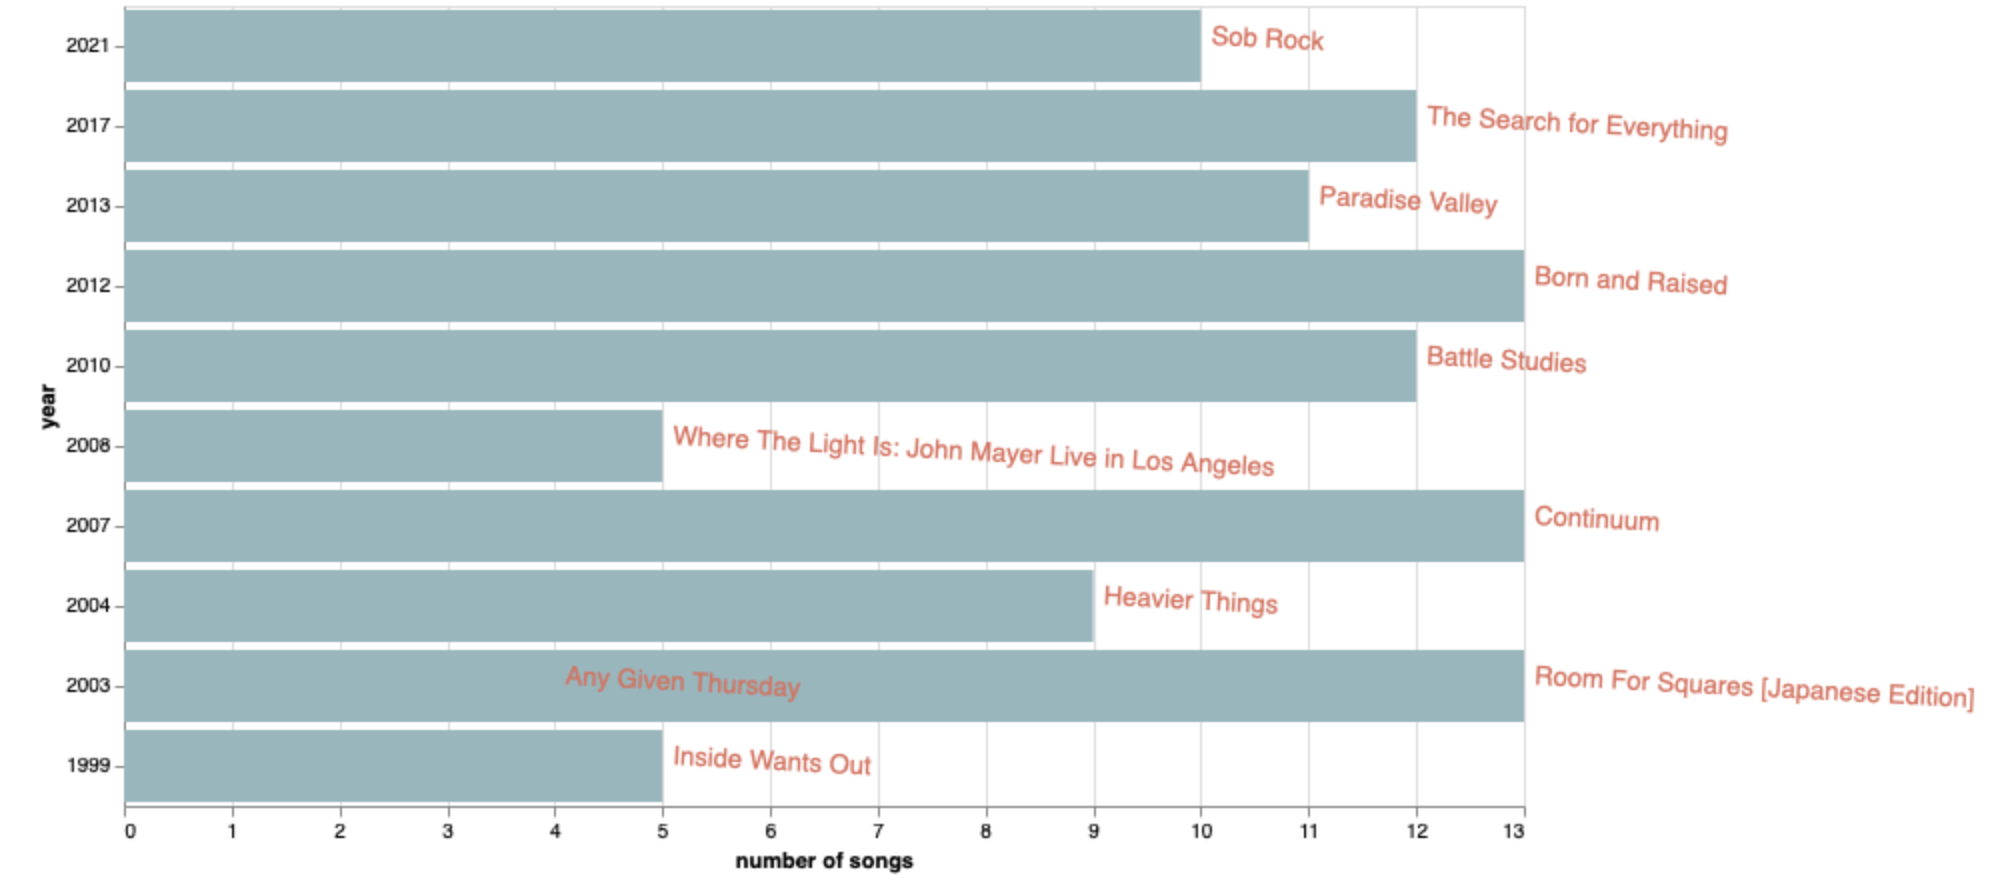 2021
Sob Rock
2017
The Search for Everything
2013
Paradise Valley
2012
Born and Raised
2010
Battle Studies
year
2008
Where The Light Is: John Mayer Live in Los Angeles
2007
Continuum
2004
Heavier Things
2003
Any Given Thursday
Room For Squares [Japanese Edition]
1999
Inside Wants Out
0 1 2 3 4 5 6 7 8 9 10 11 12 13
number of songs